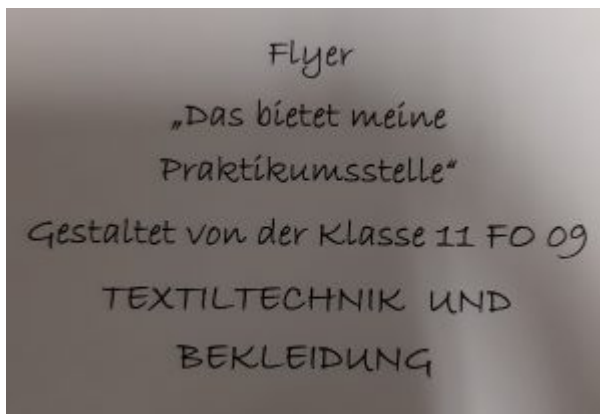 Flyer
„Das bietet meine
Praktikumsstelle“
Gestaltet von der Klasse 11 FO 09
TEXTILTECHNIK UND
BEKLEIDUNG